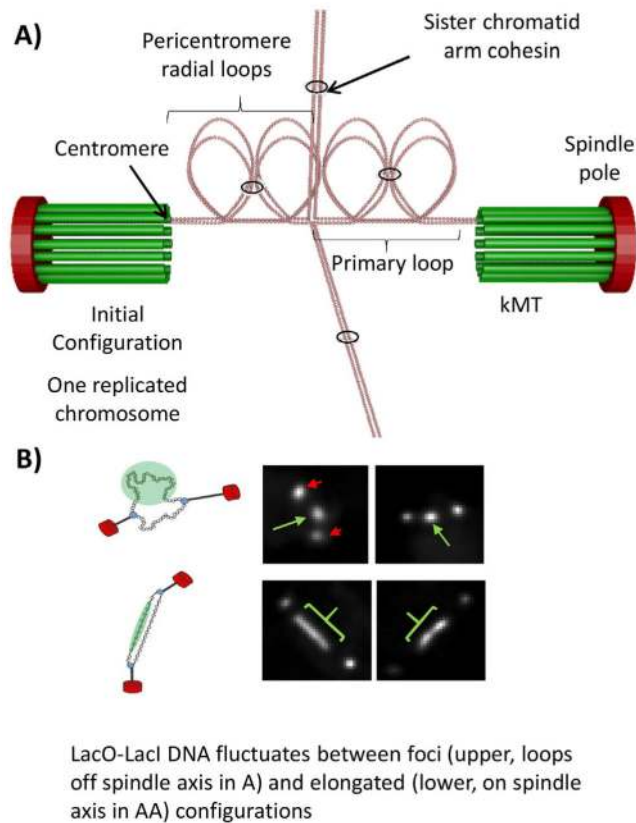 A)
Sister chromatid
arm cohesin
Pericentromere
radial loops
Centromere
Spindle
pole
Primary loop
kMT
Initial
Configuration
One replicated
chromosome
B)
LacO-LacI DNA fluctuates between foci (upper, loops
off spindle axis in A) and elongated (lower, on spindle
axis in AA) configurations